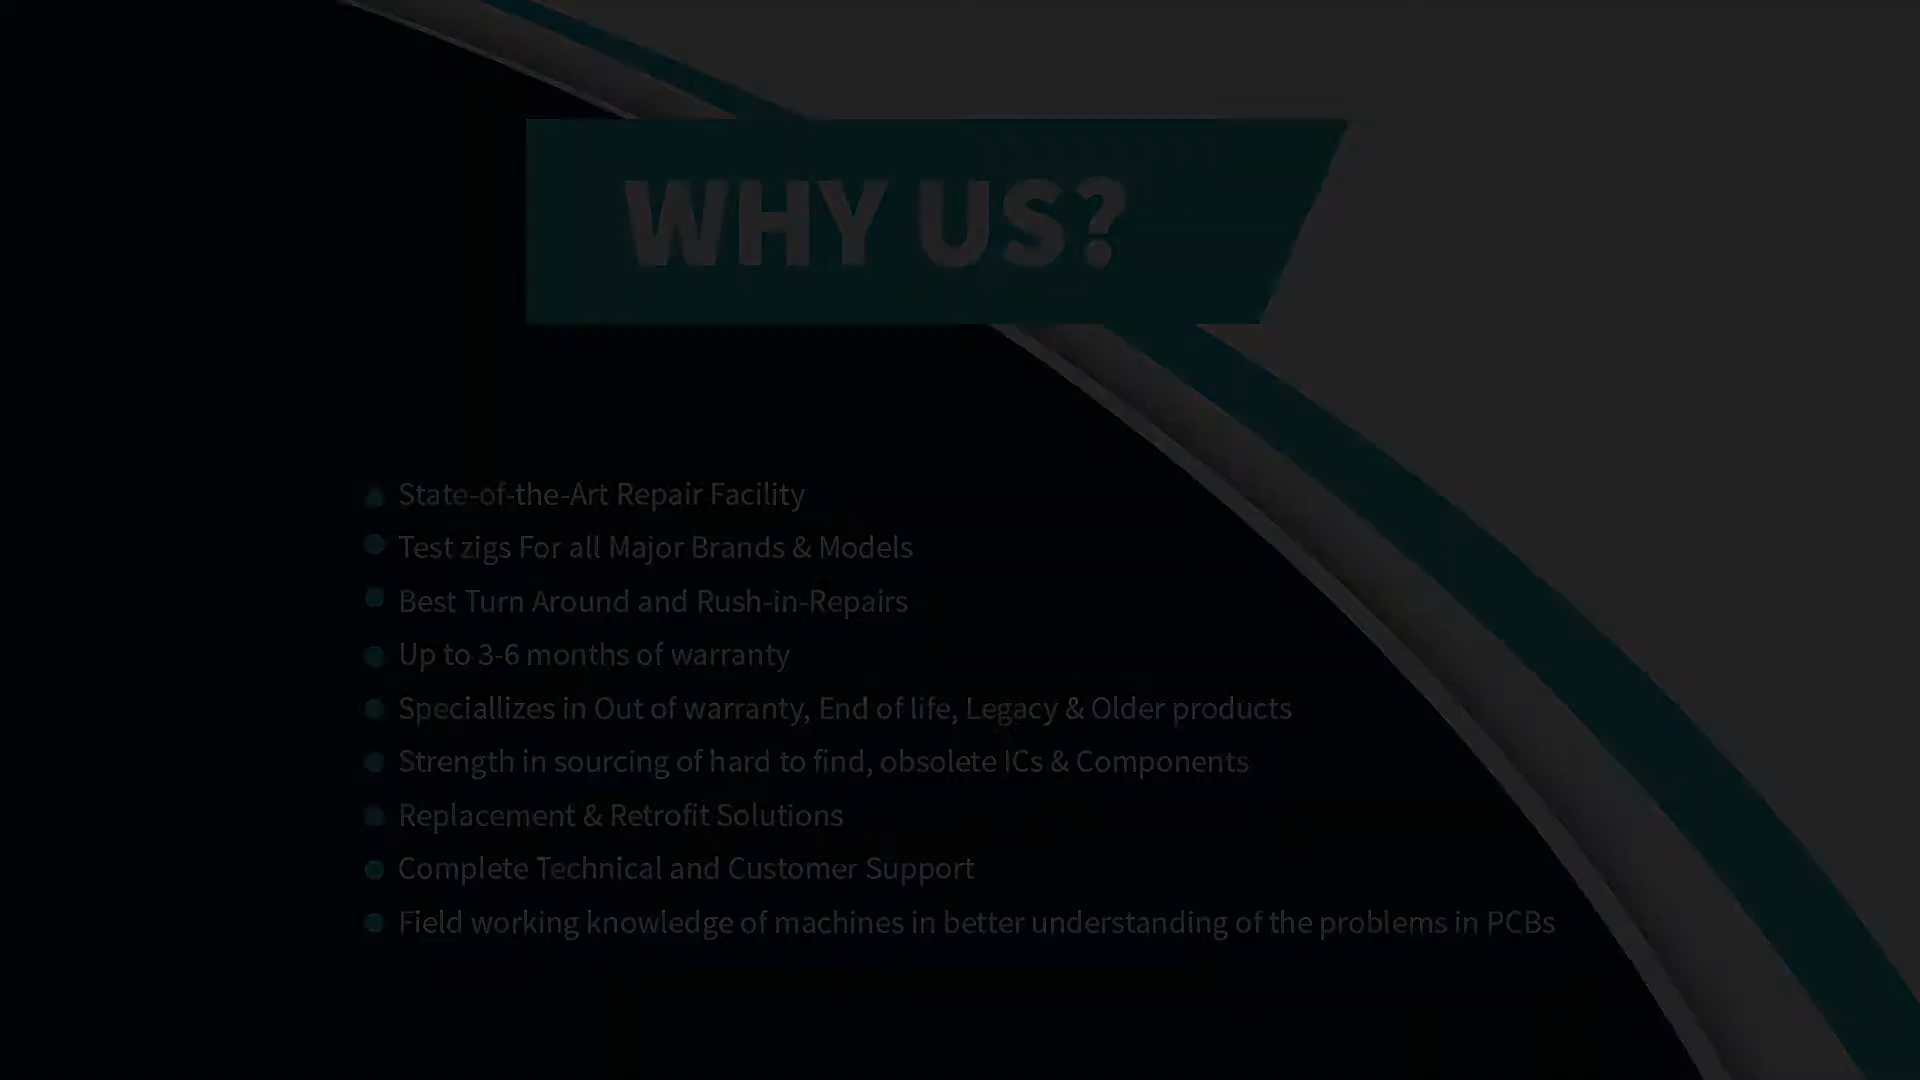 WHY US?
State-of-the-Art Repair Facility
Test zigs For all Major Brands & Models
Best Turn Around and Rush-in-Repairs
Up to 3-6 months of warranty
Speciallizes in Out of warranty, End of life, Legacy & Older products
Strength in sourcing of hard to find, obsolete ICs & Components
Replacement & Retrofit Solutions
Complete Technical and Customer Support
Field working knowledge of machines in better understanding of the problems in PCBs